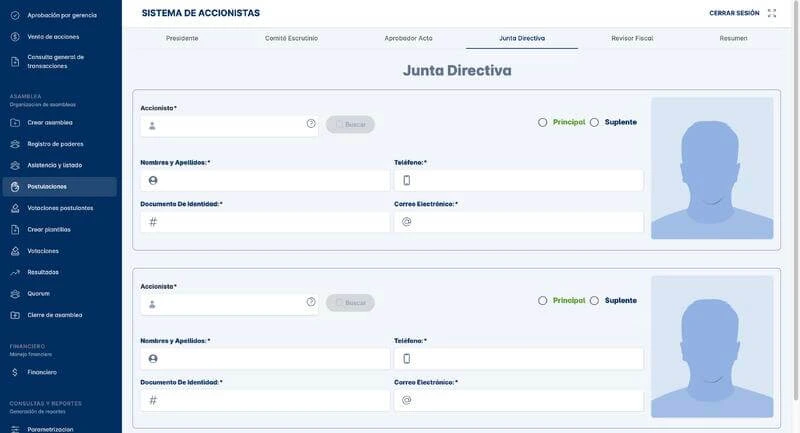 Aprobación por gerencia
Venta de acciones
Consulta general de
transacciones
ASAMBLEA
Organizacion de asambleas
Crear asamblea
Registro de poderes
Asistencia y listado
Postulaciones
Votaciones postulantes
Crear planillas
Votaciones
Resultados
Quorum
Cierre de asamblea
FINANCIERO
Manejo financiero
Financiero
CONSULTAS Y REPORTES
Generación de reportes
Parametrizacion
SISTEMA DE ACCIONISTAS
CERRAR SESIÓN
Presidente
Comité Escrutinio
Aprobador Acta
Junta Directiva
Revisor Fiscal
Resumen
Junta Directiva
Accionista*
Buscar
Principal
Suplente
Nombres y Apellidos:*
Teléfono:*
Documento De Identidad:*
Correo Electrónico:*
Accionista*
Buscar
Principal
Suplente
Nombres y Apellidos:*
Teléfono:*
Documento De Identidad:*
Correo Electrónico:*